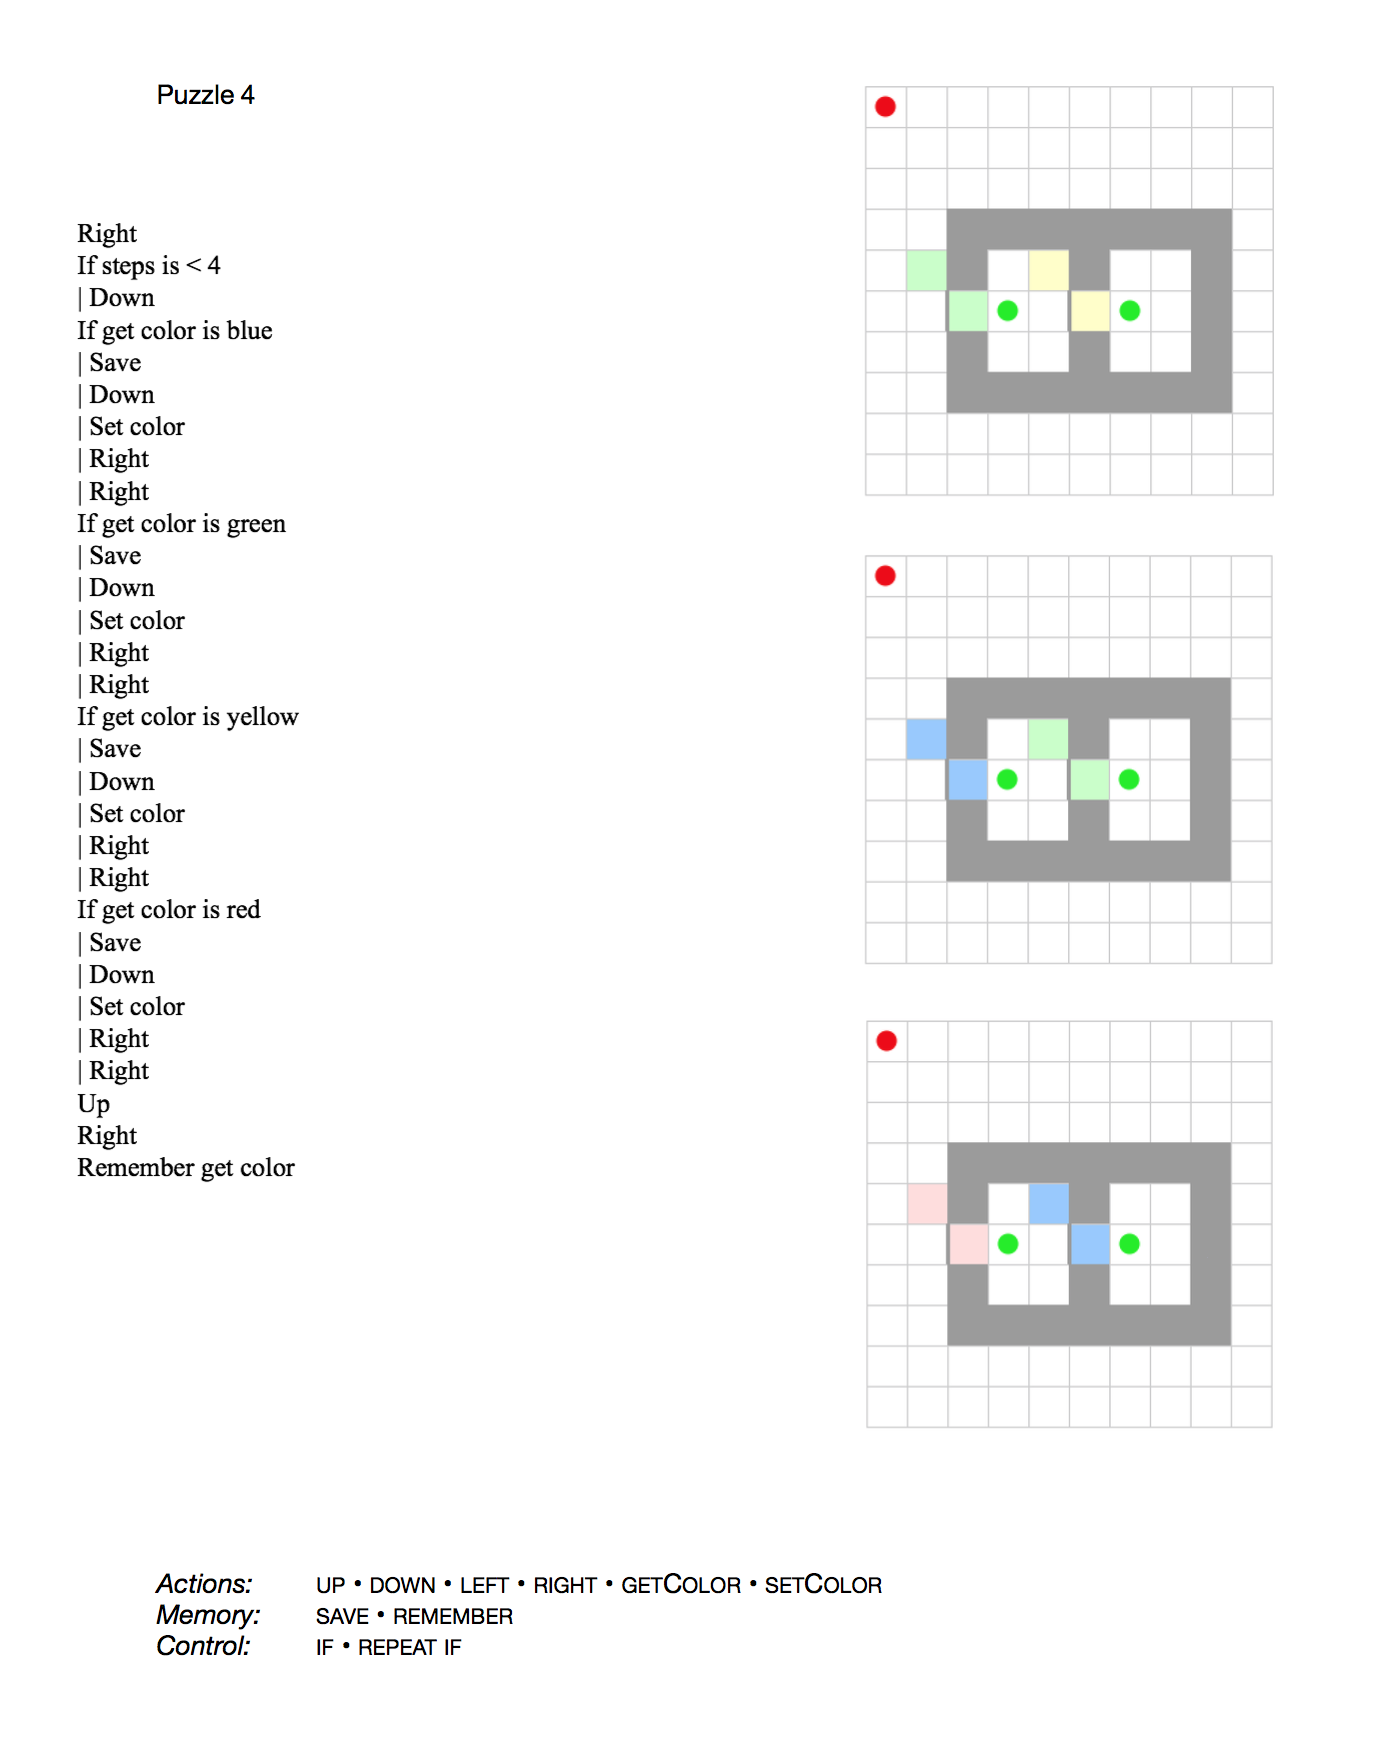 Puzzle 4
Right
If steps is < 4
| Down
If get color is blue
| Save
| Down
| Set color
| Right
| Right
If get color is green
| Save
| Down
| Set color
| Right
| Right
If get color is yellow
| Save
| Down
| Set color
| Right
| Right
If get color is red
| Save
| Down
| Set color
| Right
| Right
Up
Right
Remember get color
Actions: UP • DOWN • LEFT • RIGHT • GETCOLOR • SETCOLOR
Memory: SAVE • REMEMBER
Control: IF • REPEAT IF